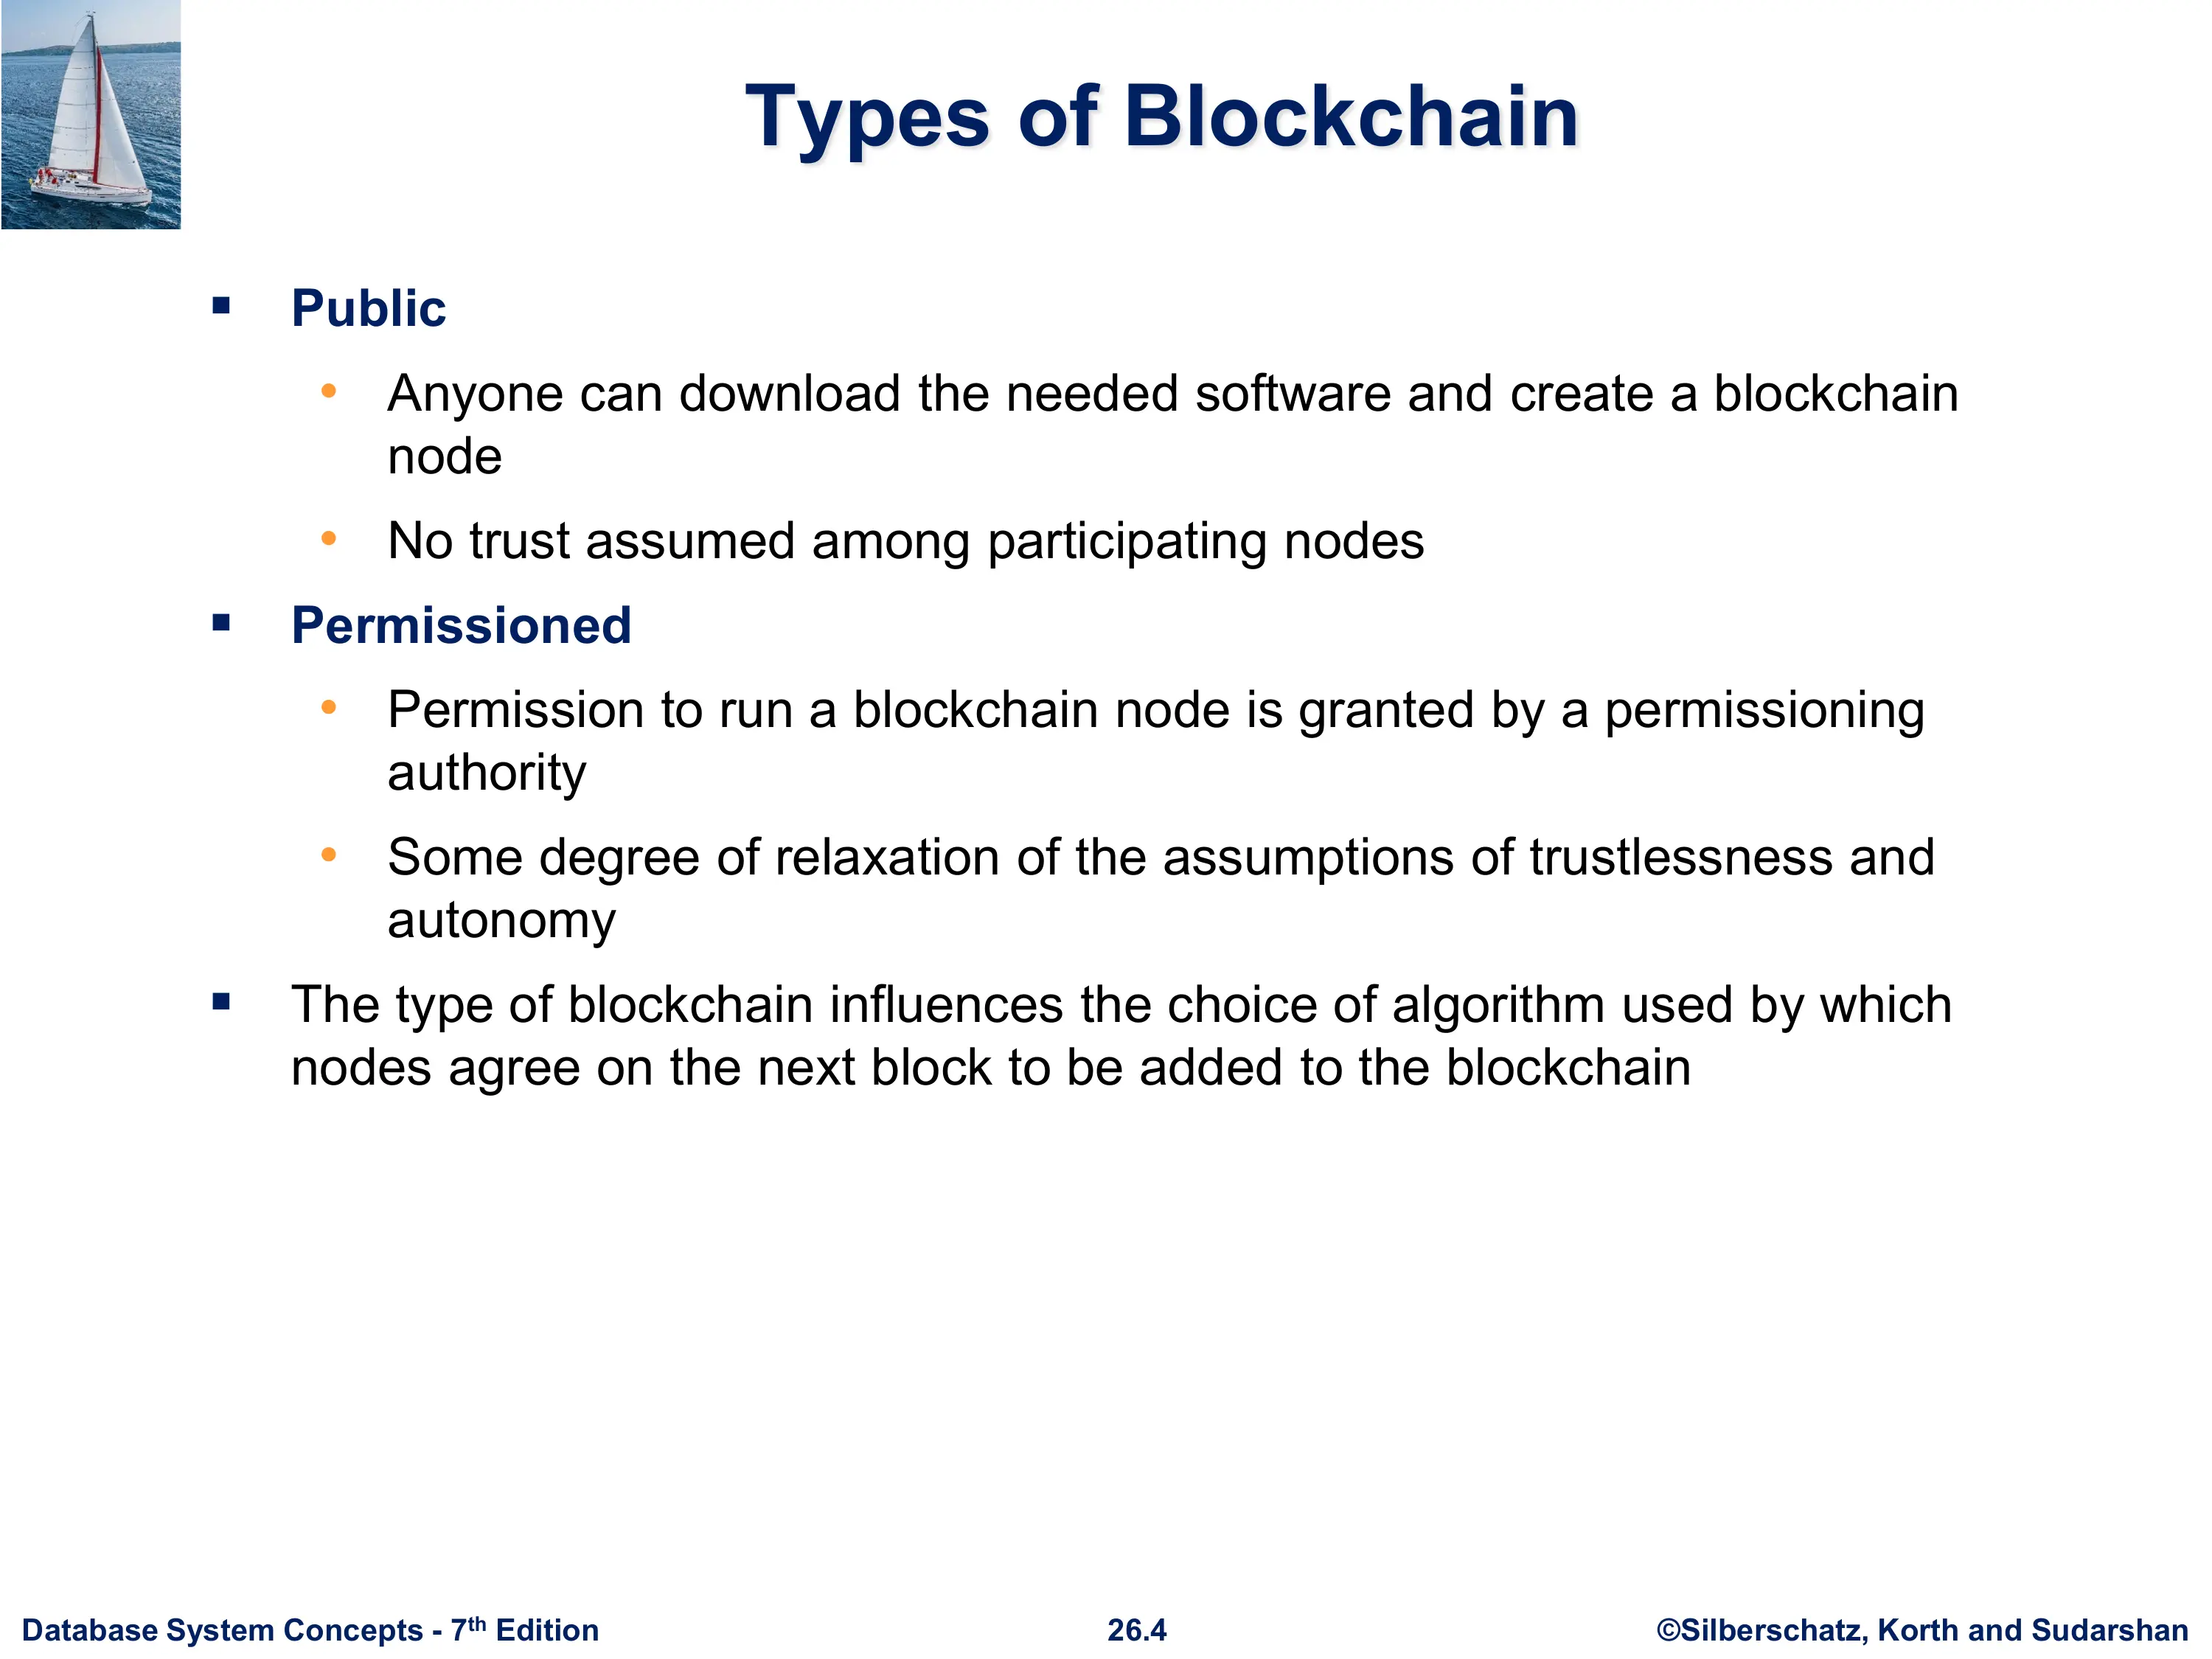 Types of Blockchain
▪ Public
• Anyone can download the needed software and create a blockchain
node
• No trust assumed among participating nodes
▪ Permissioned
• Permission to run a blockchain node is granted by a permissioning
authority
• Some degree of relaxation of the assumptions of trustlessness and
autonomy
▪ The type of blockchain influences the choice of algorithm used by which
nodes agree on the next block to be added to the blockchain
Database System Concepts - 7th Edition
26.4
©Silberschatz, Korth and Sudarshan